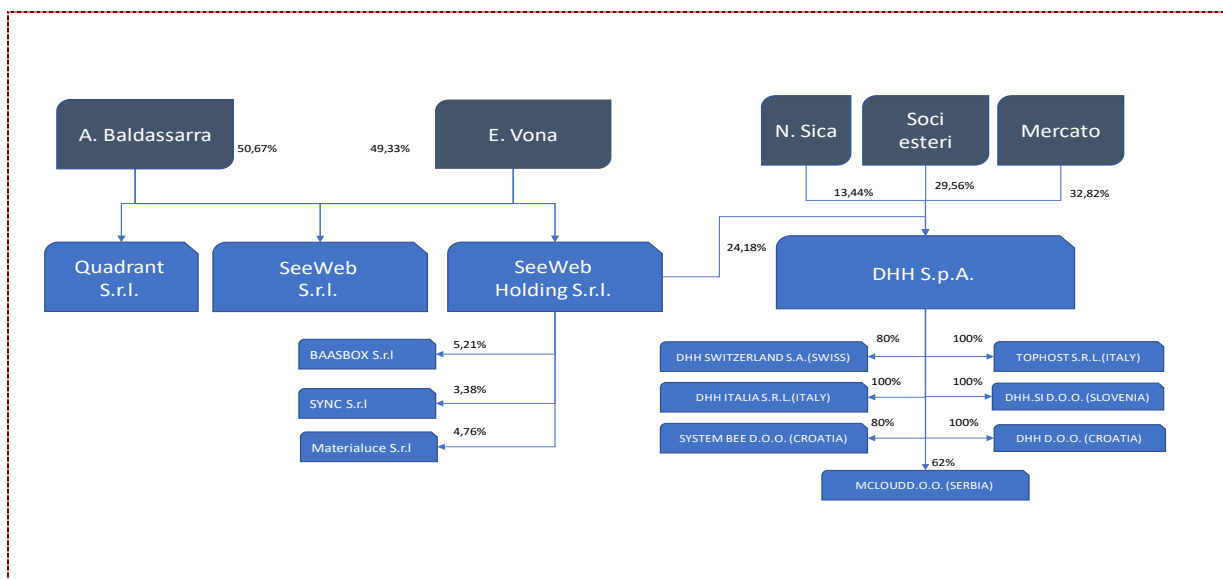 A. Baldassarra
50,67%
49,33%
E. Vona
N. Sica
Soci
esteri
Mercato
13,44%
29,56%
32,82%
24,18%
Quadrant
S.r.l.
SeeWeb
S.r.l.
SeeWeb
Holding S.r.l.
DHH S.p.A.
BAASBOX S.r.l
5,21%
SYNC S.r.l
3,38%
Materialuce S.r.l
4,76%
DHH SWITZERLAND S.A.(SWISS)
80%
100%
TOPHOST S.R.L.(ITALY)
DHH ITALIA S.R.L.(ITALY)
100%
100%
DHH.SI D.O.O. (SLOVENIA)
SYSTEM BEE D.O.O. (CROATIA)
80%
100%
DHH D.O.O. (CROATIA)
62%
MCLOUDD.O.O. (SERBIA)